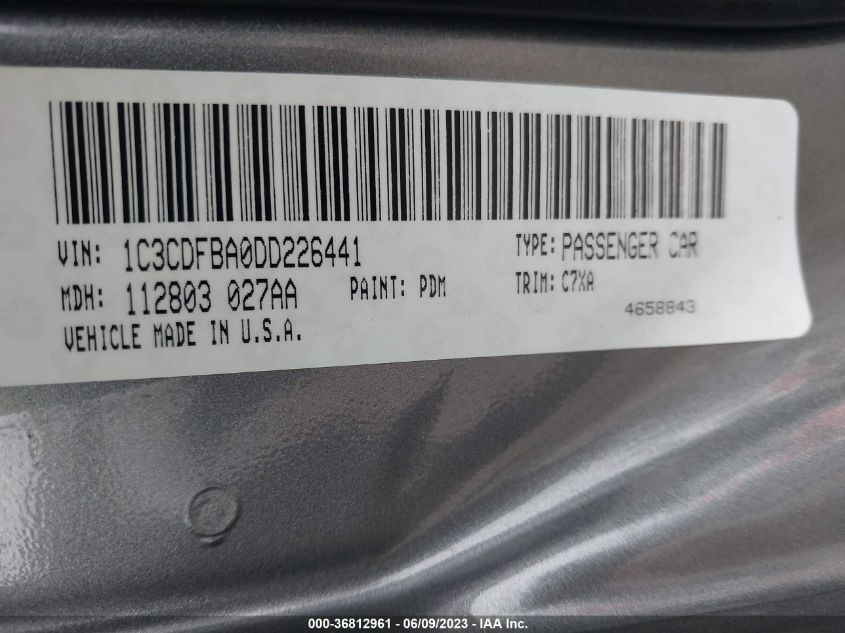 VIN: 1C3CDFBA0DD226441 TYPE: PASSENGER CAR
MDH: 112803 027AA PAINT: PDM TRIM: C7XA
VEHICLE MADE IN U.S.A. 4658843
000-36812961 - 06/09/2023 - IAA Inc.